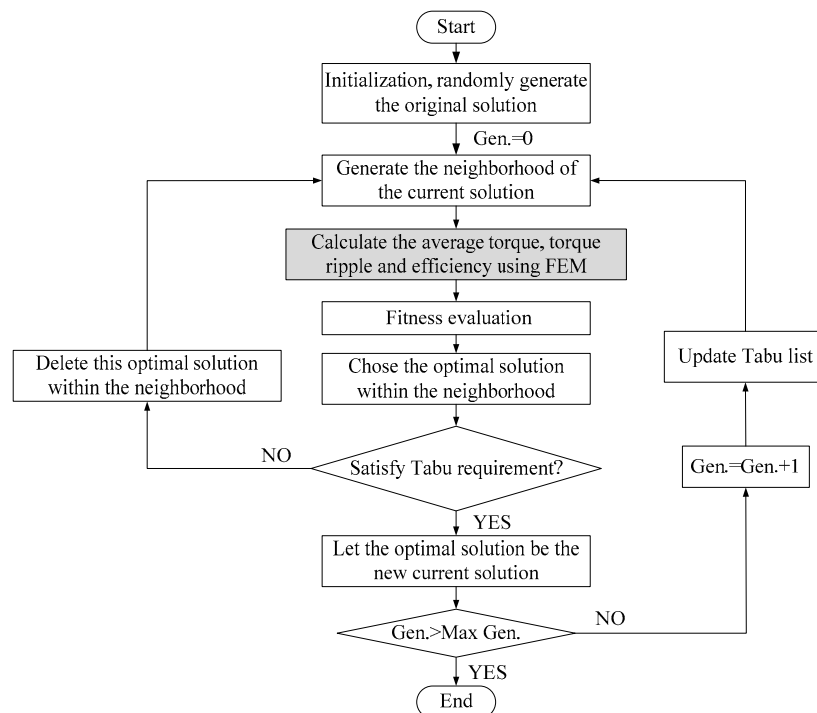 Start
Initialization, randomly generate
the original solution
Gen.=0
Generate the neighborhood of
the current solution
Calculate the average torque, torque
ripple and efficiency using FEM
Fitness evaluation
Delete this optimal solution
within the neighborhood
Chose the optimal solution
within the neighborhood
Update Tabu list
NO
Satisfy Tabu requirement?
Gen.=Gen.+1
YES
Let the optimal solution be the
new current solution
Gen.>Max Gen.
NO
YES
End